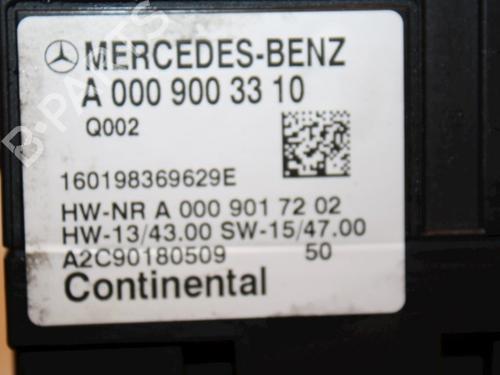 MERCEDES-BENZ
A 000 900 33 10
Q002
160198369629E
HW-NR A 000 901 72 02
HW-13/43.00 SW-15/47.00
A2C90180509 50
Continental
B-PARTS